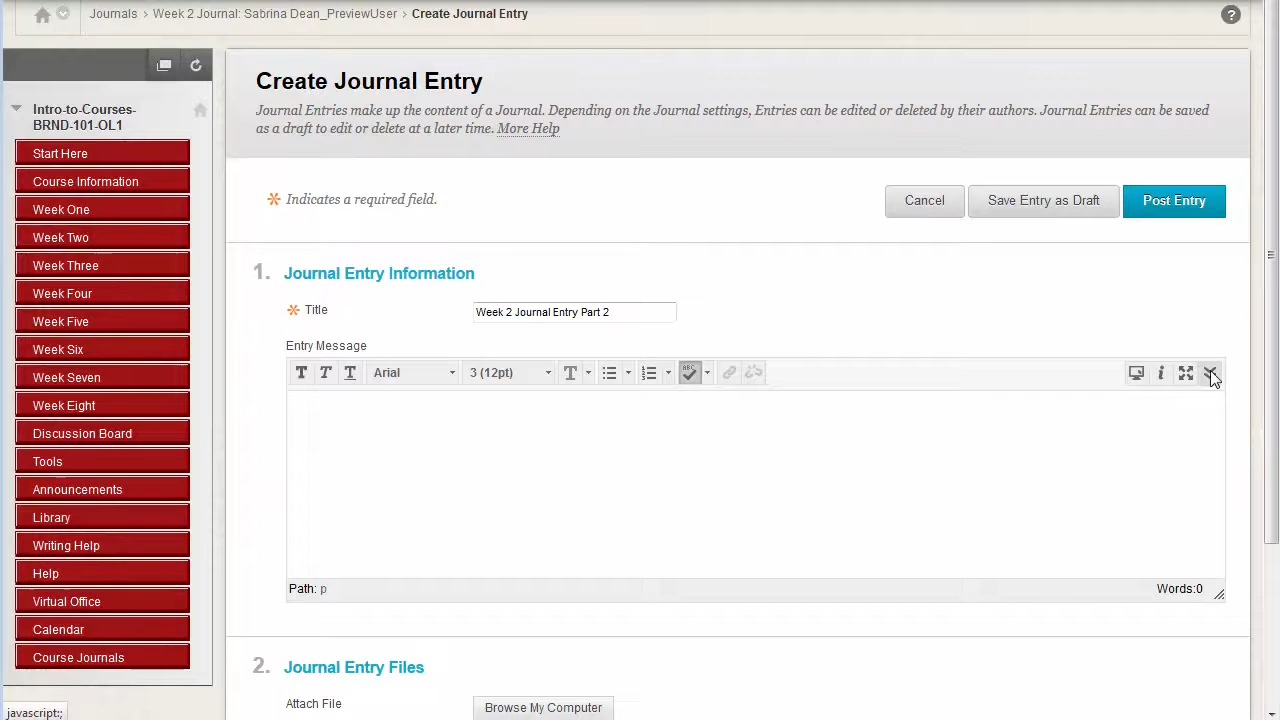 Journals > Week 2 Journal: Sabrina Dean_PreviewUser > Create Journal Entry
?
Intro-to-Courses-
BRND-101-OL1
Start Here
Course Information
Week One
Week Two
Week Three
Week Four
Week Five
Week Six
Week Seven
Week Eight
Discussion Board
Tools
Announcements
Library
Writing Help
Help
Virtual Office
Calendar
Course Journals
javascript:;
Create Journal Entry
Journal Entries make up the content of a Journal. Depending on the Journal settings, Entries can be edited or deleted by their authors. Journal Entries can be saved
as a draft to edit or delete at a later time. More Help
* Indicates a required field.
Cancel Save Entry as Draft Post Entry
1. Journal Entry Information
* Title Week 2 Journal Entry Part 2
Entry Message
T T T Arial 3 (12pt) T ABC i
Path: p Words:0
2. Journal Entry Files
Attach File Browse My Computer